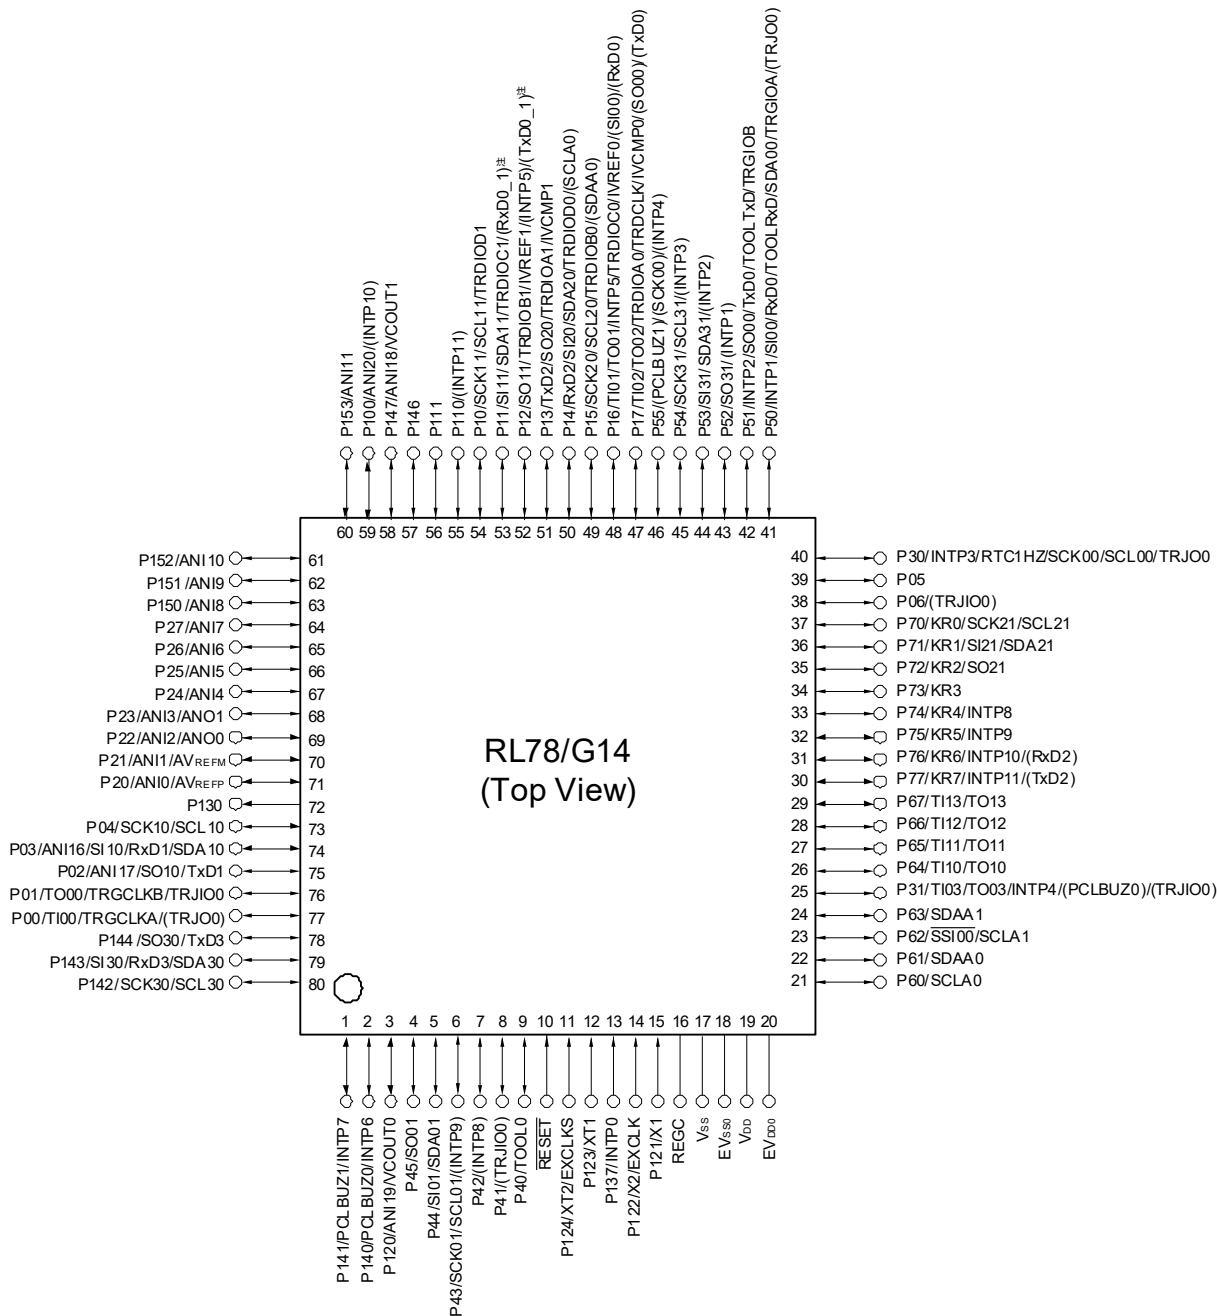 P153/ANI11
P100/ANI20/(INTP10)
P147/ANI18/VCOUT1
P146
P111
P110/(INTP11)
P10/SCK11/SCL11/TRDIOD1
P11/SI11/SDA11/TRDIOC1/(RxD0_1)注
P12/SO11/TRDIOB1/IVREF1/(INTP5)/(TxD0_1)注
P13/TxD2/SO20/TRDIOA1/IVCMP1
P14/RxD2/SI20/SDA20/TRDIOD0/(SCLA0)
P15/SCK20/SCL20/TRDIOB0/(SDAA0)
P16/TI01/TO01/INTP5/TRDIOC0/IVREF0/(SI00)/(RxD0)
P17/TI02/TO02/TRDIOA0/TRDCLK/IVCMP0/(SO00)/(TxD0)
P55/(PCLBUZ1)/(SCK00)/(INTP4)
P54/SCK31/SCL31/(INTP3)
P53/SI31/SDA31/(INTP2)
P52/SO31/(INTP1)
P51/INTP2/SO00/TxD0/TOOLTxD/TRGIOB
P50/INTP1/SI00/RxD0/TOOLRxD/SDA00/TRGIOA/(TRJO0)
60 59 58 57 56 55 54 53 52 51 50 49 48 47 46 45 44 43 42 41
P152/ANI10 61
P151/ANI9 62
P150/ANI8 63
P27/ANI7 64
P26/ANI6 65
P25/ANI5 66
P24/ANI4 67
P23/ANI3/ANO1 68
P22/ANI2/ANO0 69
P21/ANI1/AVREFM 70
P20/ANI0/AVREFP 71
P130 72
P04/SCK10/SCL10 73
P03/ANI16/SI10/RxD1/SDA10 74
P02/ANI17/SO10/TxD1 75
P01/TO00/TRGCLKB/TRJIO0 76
P00/TI00/TRGCLKA/(TRJO0) 77
P144/SO30/TxD3 78
P143/SI30/RxD3/SDA30 79
P142/SCK30/SCL30 80
RL78/G14
(Top View)
40 P30/INTP3/RTC1HZ/SCK00/SCL00/TRJO0
39 P05
38 P06/(TRJIO0)
37 P70/KR0/SCK21/SCL21
36 P71/KR1/SI21/SDA21
35 P72/KR2/SO21
34 P73/KR3
33 P74/KR4/INTP8
32 P75/KR5/INTP9
31 P76/KR6/INTP10/(RxD2)
30 P77/KR7/INTP11/(TxD2)
29 P67/TI13/TO13
28 P66/TI12/TO12
27 P65/TI11/TO11
26 P64/TI10/TO10
25 P31/TI03/TO03/INTP4/(PCLBUZ0)/(TRJIO0)
24 P63/SDAA1
23 P62/SSI00/SCLA1
22 P61/SDAA0
21 P60/SCLA0
1 2 3 4 5 6 7 8 9 10 11 12 13 14 15 16 17 18 19 20
P141/PCLBUZ1/INTP7
P140/PCLBUZ0/INTP6
P120/ANI19/VCOUT0
P45/SO01
P44/SI01/SDA01
P43/SCK01/SCL01/(INTP9)
P42/(INTP8)
P41/(TRJIO0)
P40/TOOL0
RESET
P124/XT2/EXCLKS
P123/XT1
P137/INTP0
P122/X2/EXCLK
P121/X1
REGC
VSS
EVSS0
VDD
EVDD0